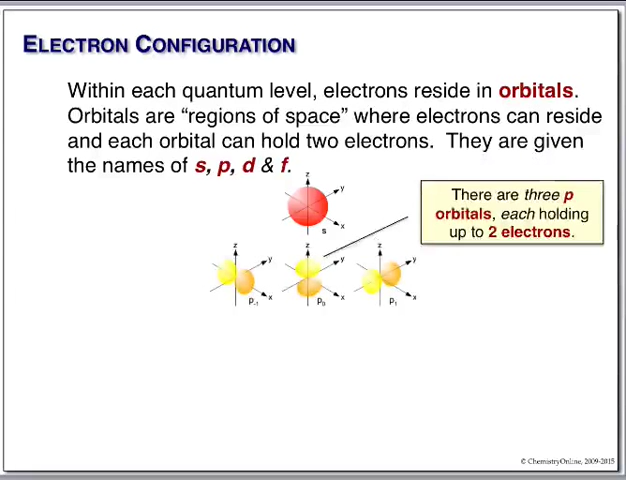 ELECTRON CONFIGURATION
Within each quantum level, electrons reside in orbitals.
Orbitals are “regions of space” where electrons can reside
and each orbital can hold two electrons. They are given
the names of s, p, d & f.
There are three p
orbitals, each holding
up to 2 electrons.
z
y
x
s
z
y
x
p-1
z
y
x
p0
z
y
x
p1
© ChemistryOnline, 2009-2015